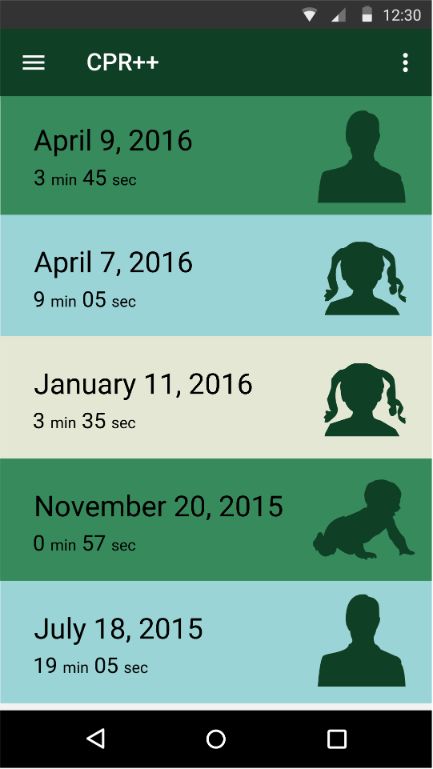 12:30
CPR++
April 9, 2016
3 min 45 sec
April 7, 2016
9 min 05 sec
January 11, 2016
3 min 35 sec
November 20, 2015
0 min 57 sec
July 18, 2015
19 min 05 sec